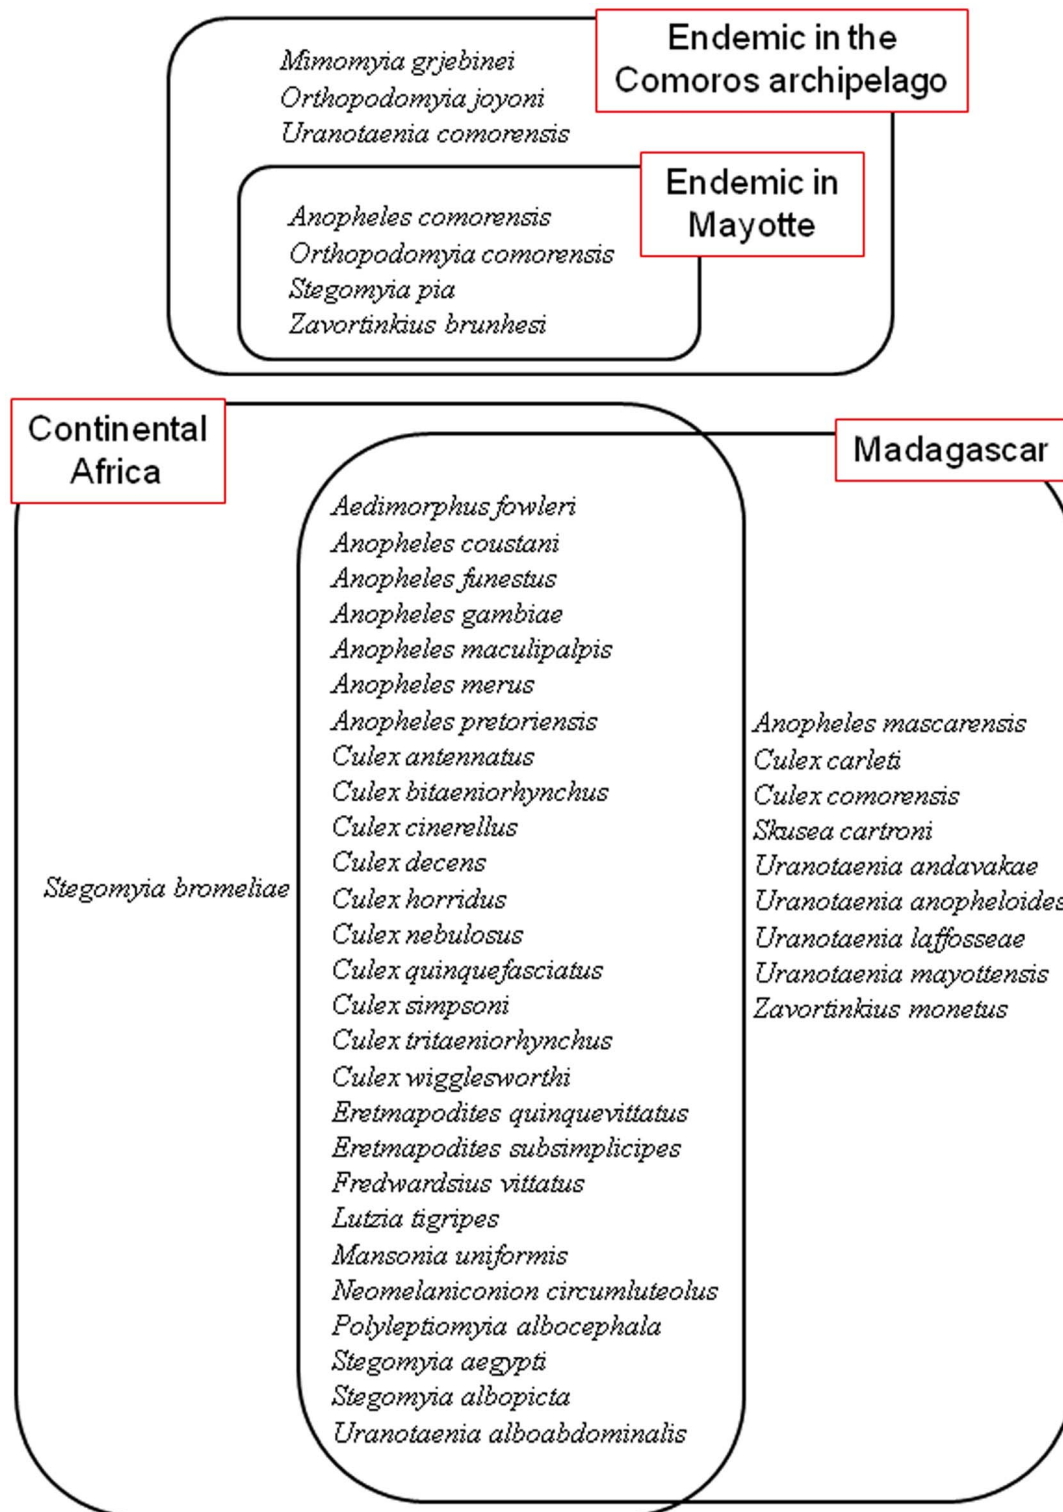 Endemic in the
Comoros archipelago
Mimomyia grjebinei
Orthopodomyia joyoni
Uranotaenia comorensis
Endemic in
Mayotte
Anopheles comorensis
Orthopodomyia comorensis
Stegomyia pia
Zavortinkius brunhesi
Continental
Africa
Madagascar
Stegomyia bromeliae
Aedimorphus fowleri
Anopheles coustani
Anopheles funestus
Anopheles gambiae
Anopheles maculipalpis
Anopheles merus
Anopheles pretoriensis
Culex antennatus
Culex bitaeniorhynchus
Culex cinerellus
Culex decens
Culex horridus
Culex nebulosus
Culex quinquefasciatus
Culex simpsoni
Culex tritaeniorhynchus
Culex wigglesworthi
Eretmapodites quinquevittatus
Eretmapodites subsimplicipes
Fredwardsius vittatus
Lutzia tigripes
Mansonia uniformis
Neomelaniconion circumluteolus
Polyleptiomyia albocephala
Stegomyia aegypti
Stegomyia albopicta
Uranotaenia alboabdominalis
Anopheles mascarensis
Culex carleti
Culex comorensis
Skusea cartroni
Uranotaenia andavakae
Uranotaenia anopheloides
Uranotaenia laffosseae
Uranotaenia mayottensis
Zavortinkius monetus